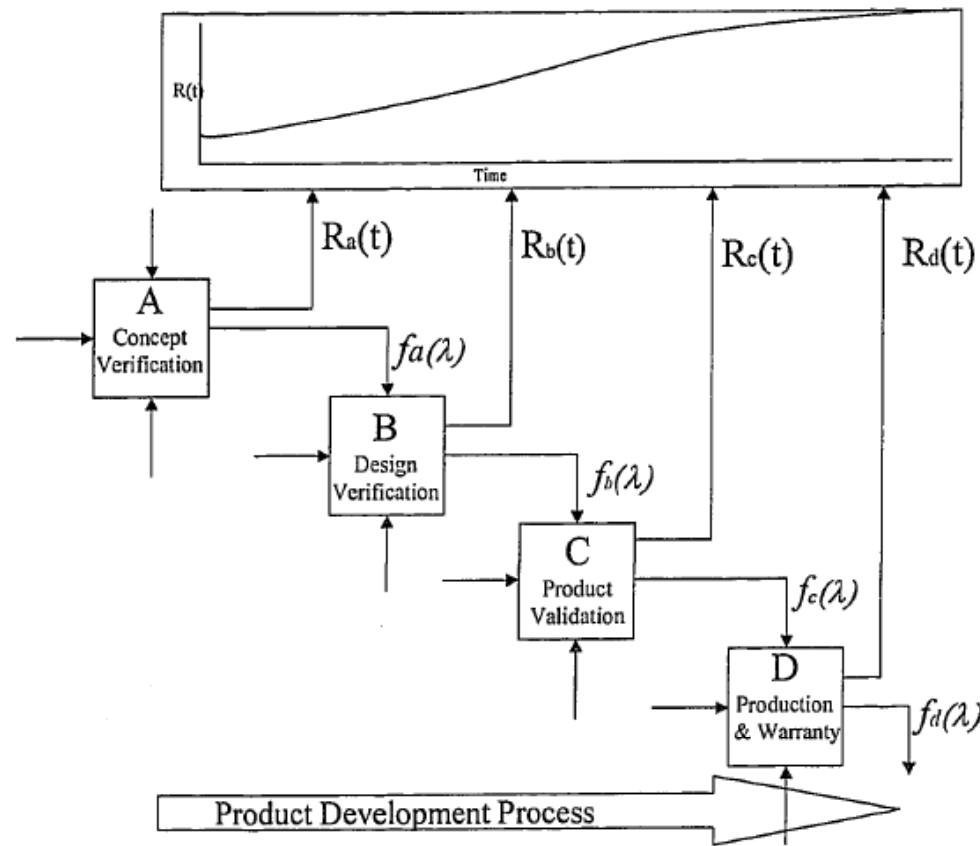 R(t)
Time
Ra(t)
Rb(t)
Rc(t)
Rd(t)
A
Concept
Verification
fa(λ)
B
Design
Verification
fb(λ)
C
Product
Validation
fc(λ)
D
Production
& Warranty
fd(λ)
Product Development Process